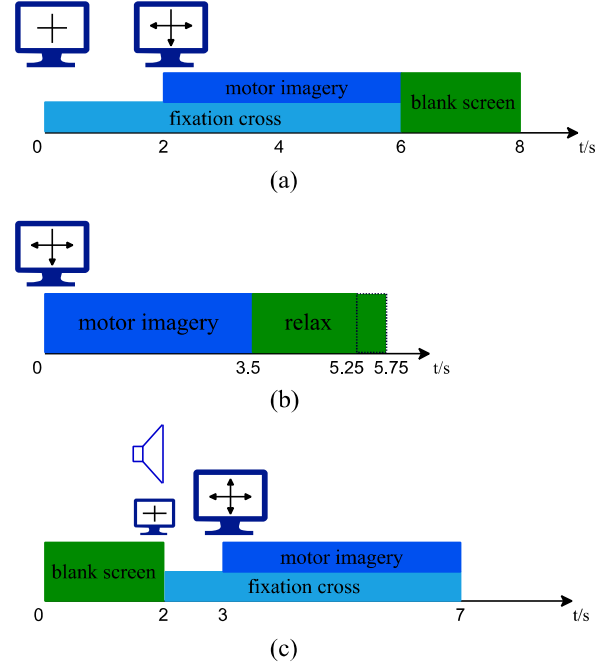 motor imagery
blank screen
fixation cross
0 2 4 6 8 t/s
(a)
motor imagery relax
0 3.5 5.25 5.75 t/s
(b)
motor imagery
blank screen
fixation cross
0 2 3 7 t/s
(c)